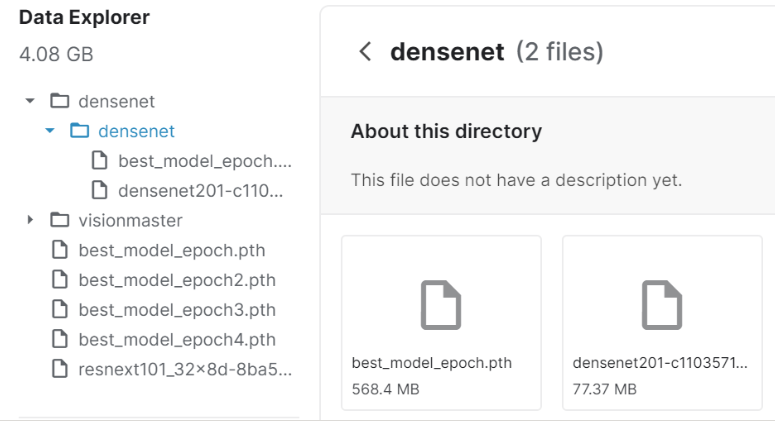 Data Explorer
4.08 GB
densenet
densenet
best_model_epoch....
densenet201-c110...
visionmaster
best_model_epoch.pth
best_model_epoch2.pth
best_model_epoch3.pth
best_model_epoch4.pth
resnext101_32x8d-8ba5...
densenet (2 files)
About this directory
This file does not have a description yet.
best_model_epoch.pth
568.4 MB
densenet201-c1103571...
77.37 MB